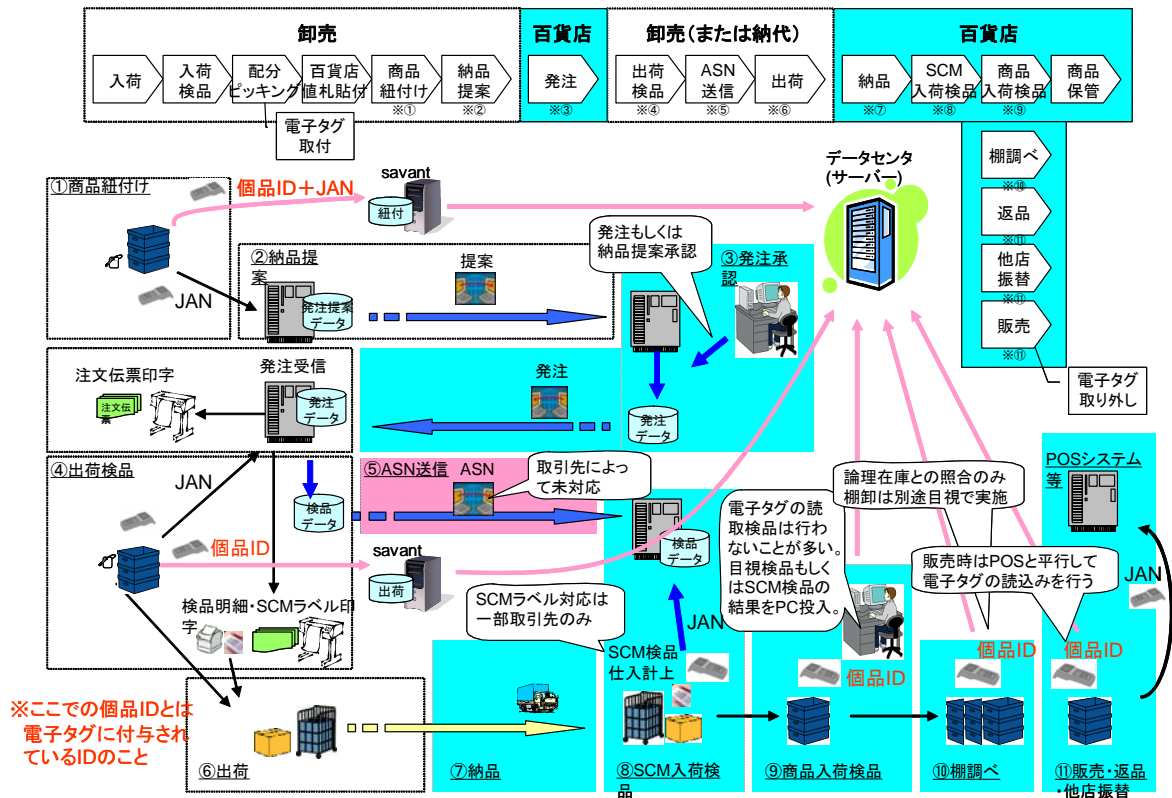 卸売
百貨店
卸売(または納代)
百貨店
入荷
入荷
検品
配分
ピッキング
百貨店
値札貼付
商品
紐付け
※①
納品
提案
※②
発注
※③
出荷
検品
※④
ASN
送信
※⑤
出荷
※⑥
納品
※⑦
SCM
入荷検品
※⑧
商品
入荷検品
※⑨
商品
保管
電子タグ
取付
棚調べ
※⑩
返品
※⑪
他店
振替
※⑪
販売
※⑪
電子タグ
取り外し
①商品紐付け
個品ID+JAN
savant
紐付
データセンタ
(サーバー)
JAN
②納品提
案
発注提案
データ
提案
発注もしくは
納品提案承認
③発注承
認
注文伝票印字
注文伝
票
発注受信
発注
データ
発注
発注
データ
④出荷検品
JAN
検品
データ
⑤ASN送信 ASN
取引先によっ
て未対応
個品ID
savant
出荷
検品
データ
電子タグの読
取検品は行わ
ないことが多い。
目視検品もしく
はSCM検品の
結果をPC投入。
論理在庫との照合のみ
棚卸は別途目視で実施
販売時はPOSと平行して
電子タグの読込みを行う
POSシステム
等
JAN
検品明細・SCMラベル印
字
SCMラベル対応は
一部取引先のみ
JAN
SCM検品
仕入計上
個品ID
個品ID
個品ID
※ここでの個品IDとは
電子タグに付与され
ているIDのこと
⑥出荷
⑦納品
⑧SCM入荷検
品
⑨商品入荷検品
⑩棚調べ
⑪販売・返品
・他店振替